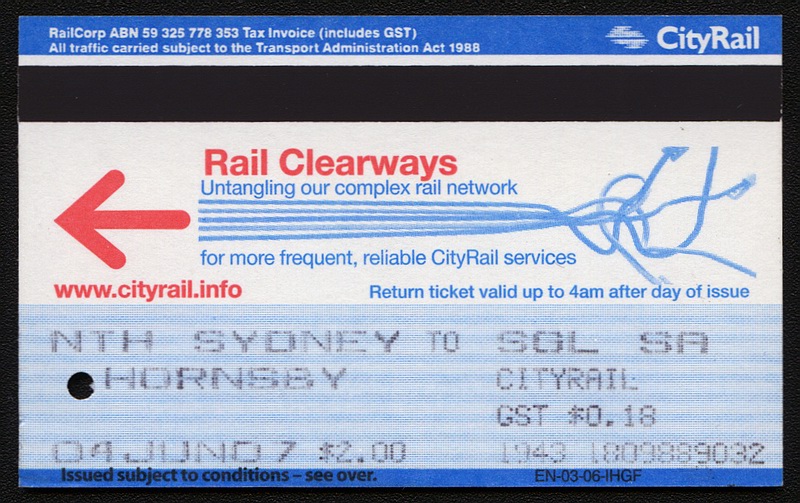 RailCorp ABN 59 325 778 353 Tax Invoice (includes GST)
All traffic carried subject to the Transport Administration Act 1988
CityRail
Rail Clearways
Untangling our complex rail network
for more frequent, reliable CityRail services
www.cityrail.info
Return ticket valid up to 4am after day of issue
NTH SYDNEY TO SGL SA
HORNSBY CITYRAIL
GST $0.18
04JUN07 $2.00 1943 1809889032
Issued subject to conditions – see over.
EN-03-06-IHGF